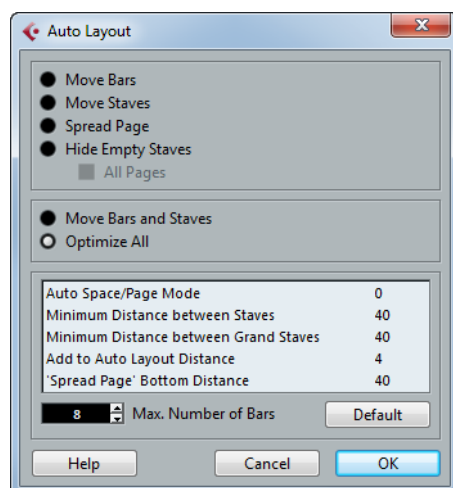 Auto Layout
Move Bars
Move Staves
Spread Page
Hide Empty Staves
All Pages
Move Bars and Staves
Optimize All
Auto Space/Page Mode 0
Minimum Distance between Staves 40
Minimum Distance between Grand Staves 40
Add to Auto Layout Distance 4
'Spread Page' Bottom Distance 40
8 Max. Number of Bars Default
Help Cancel OK